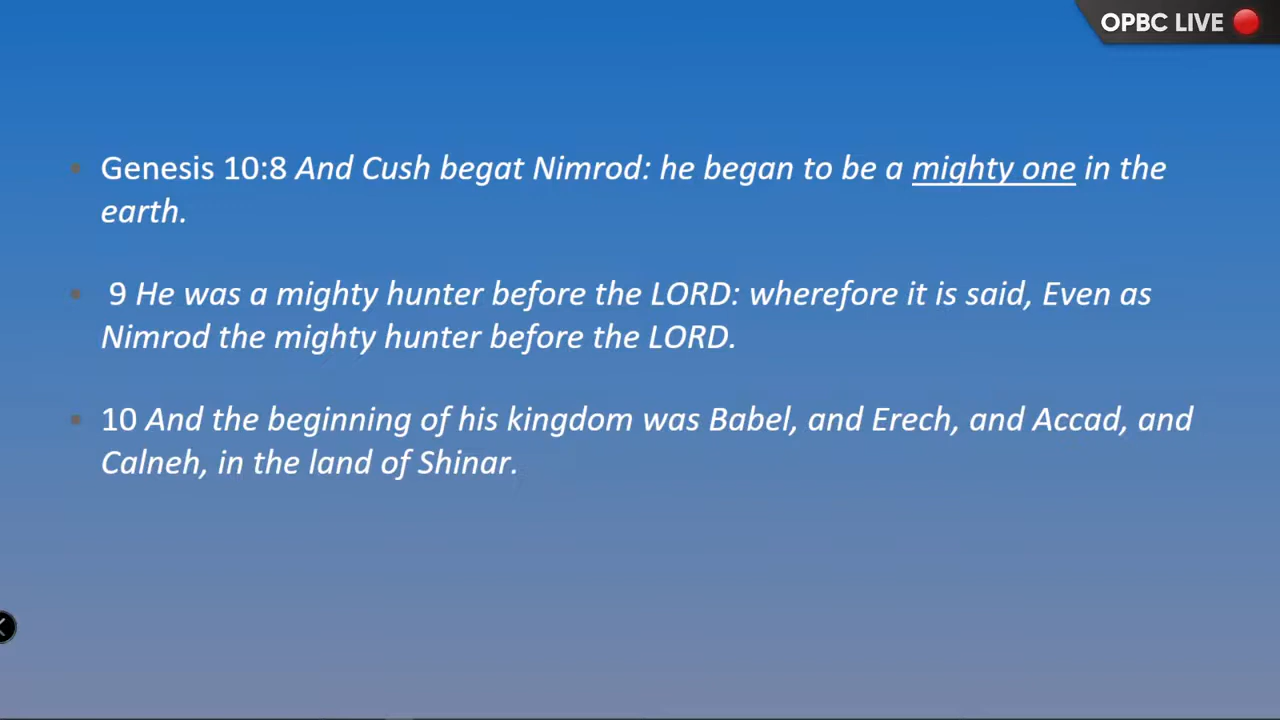 OPBC LIVE
Genesis 10:8 And Cush begat Nimrod: he began to be a mighty one in the
earth.
9 He was a mighty hunter before the LORD: wherefore it is said, Even as
Nimrod the mighty hunter before the LORD.
10 And the beginning of his kingdom was Babel, and Erech, and Accad, and
Calneh, in the land of Shinar.